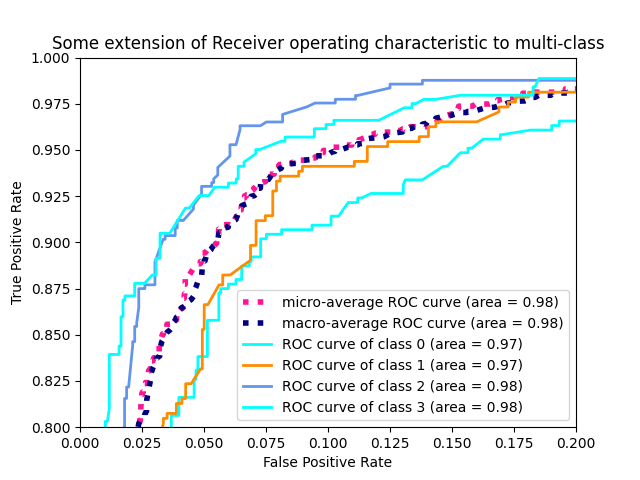 Some extension of Receiver operating characteristic to multi-class
1.000
0.975
0.950
0.925
0.900
0.875
0.850
0.825
0.800
True Positive Rate
micro-average ROC curve (area = 0.98)
macro-average ROC curve (area = 0.98)
ROC curve of class 0 (area = 0.97)
ROC curve of class 1 (area = 0.97)
ROC curve of class 2 (area = 0.98)
ROC curve of class 3 (area = 0.98)
0.000 0.025 0.050 0.075 0.100 0.125 0.150 0.175 0.200
False Positive Rate